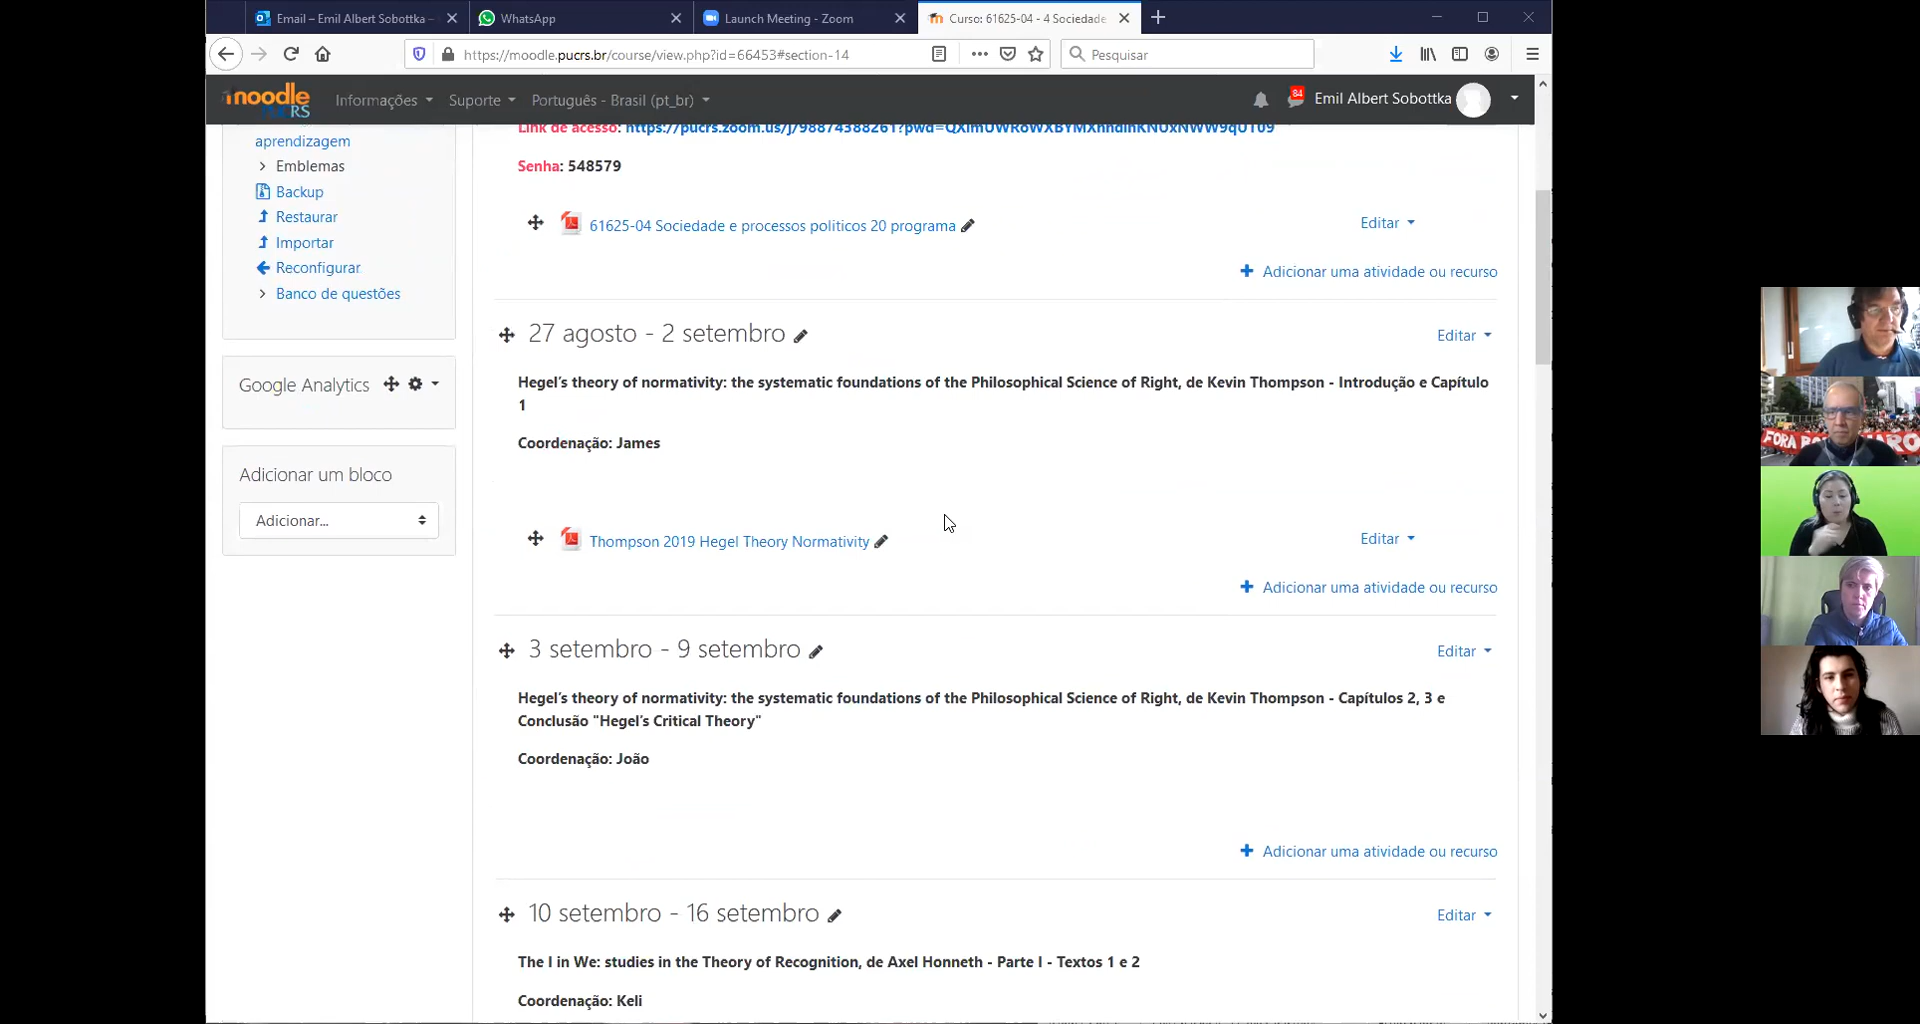 Email – Emil Albert Sobottka –
WhatsApp
Launch Meeting - Zoom
Curso: 61625-04 - 4 Sociedade
https://moodle.pucrs.br/course/view.php?id=66453#section-14
Pesquisar
moodle
PUCRS
Informações
Suporte
Português - Brasil (pt_br)
84
Emil Albert Sobottka
aprendizagem
Emblemas
Backup
Restaurar
Importar
Reconfigurar
Banco de questões
Google Analytics
Adicionar um bloco
Adicionar...
Link de acesso:
Senha: 548579
61625-04 Sociedade e processos politicos 20 programa
Editar
Adicionar uma atividade ou recurso
27 agosto - 2 setembro
Editar
Hegel's theory of normativity: the systematic foundations of the Philosophical Science of Right, de Kevin Thompson - Introdução e Capítulo
1
Coordenação: James
Thompson 2019 Hegel Theory Normativity
Editar
Adicionar uma atividade ou recurso
3 setembro - 9 setembro
Editar
Hegel's theory of normativity: the systematic foundations of the Philosophical Science of Right, de Kevin Thompson - Capítulos 2, 3 e
Conclusão "Hegel's Critical Theory"
Coordenação: João
Adicionar uma atividade ou recurso
10 setembro - 16 setembro
Editar
The I in We: studies in the Theory of Recognition, de Axel Honneth - Parte I - Textos 1 e 2
Coordenação: Keli
FORA